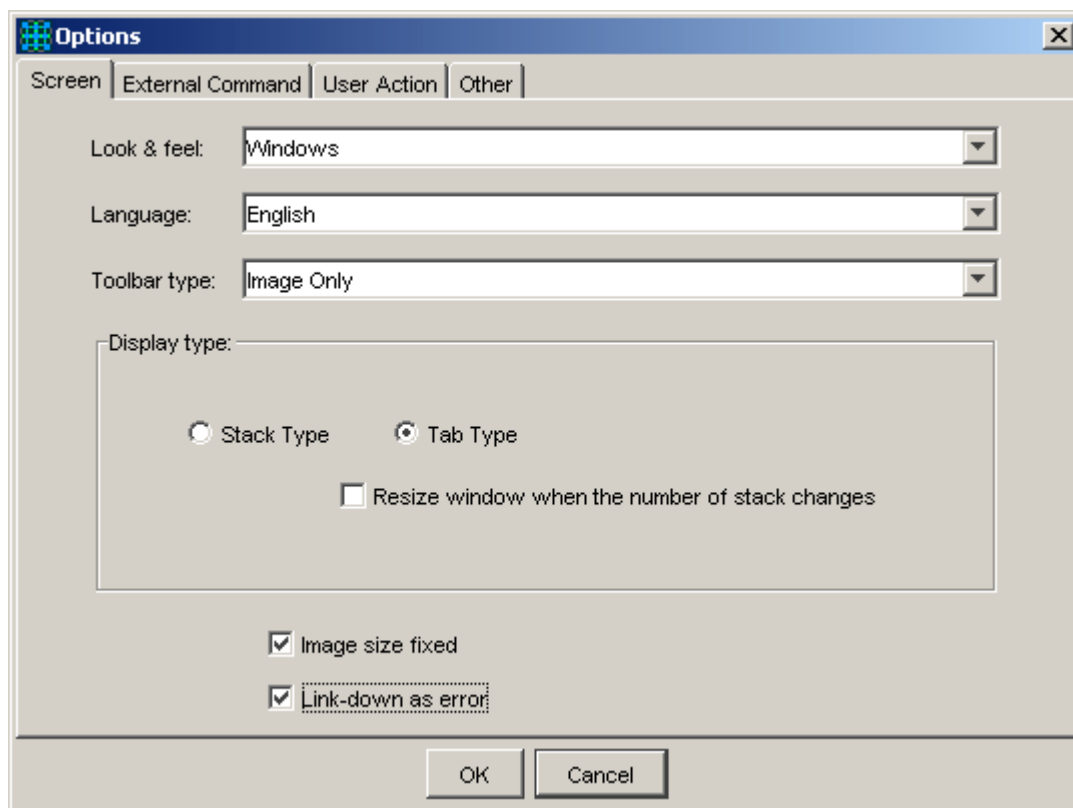 Options
Screen External Command User Action Other
Look & feel: Windows
Language: English
Toolbar type: Image Only
Display type:
Stack Type Tab Type
Resize window when the number of stack changes
Image size fixed
Link-down as error
OK Cancel